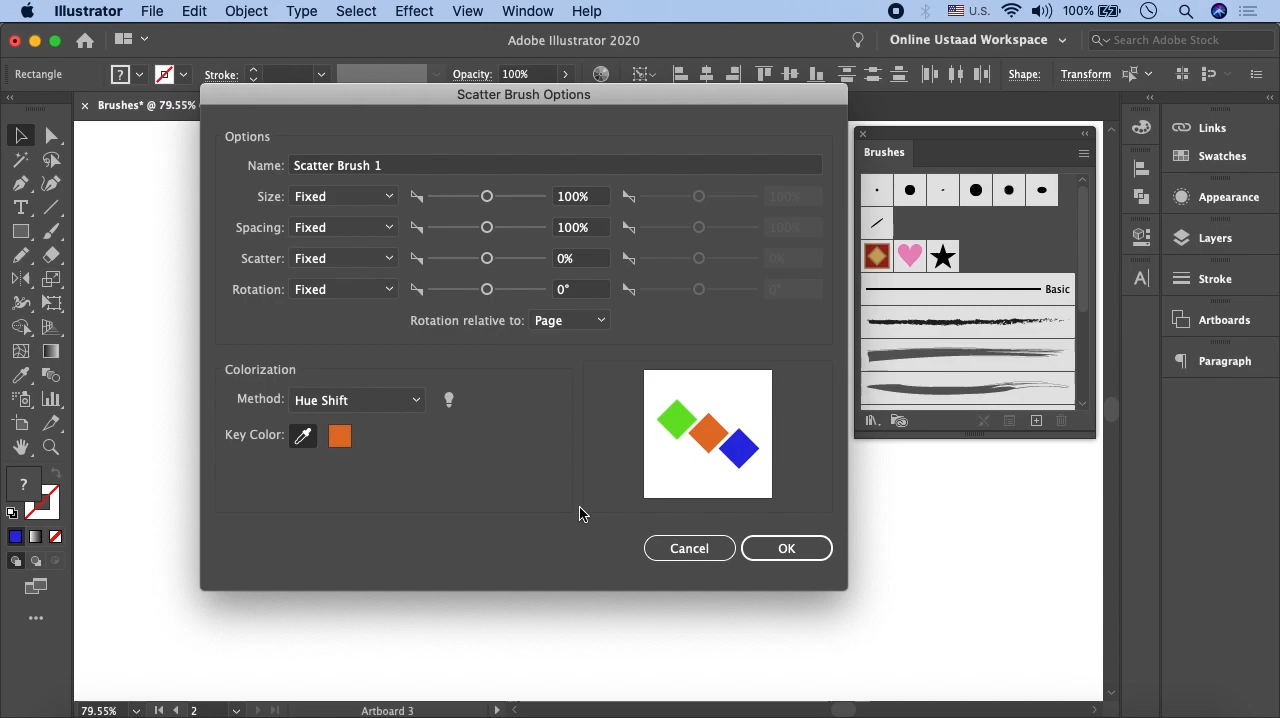 Illustrator File Edit Object Type Select Effect View Window Help U.S. 100%
Adobe Illustrator 2020 Online Ustaad Workspace Search Adobe Stock
Rectangle ? Stroke: Opacity: 100% Shape: Transform
Brushes* @ 79.55%
Scatter Brush Options
Options
Name: Scatter Brush 1
Size: Fixed 100% 100%
Spacing: Fixed 100% 100%
Scatter: Fixed 0% 0%
Rotation: Fixed 0° 0°
Rotation relative to: Page
Colorization
Method: Hue Shift
Key Color:
Cancel OK
Brushes
Basic
Links
Swatches
Appearance
Layers
Stroke
Artboards
Paragraph
?
79.55% 2 Artboard 3